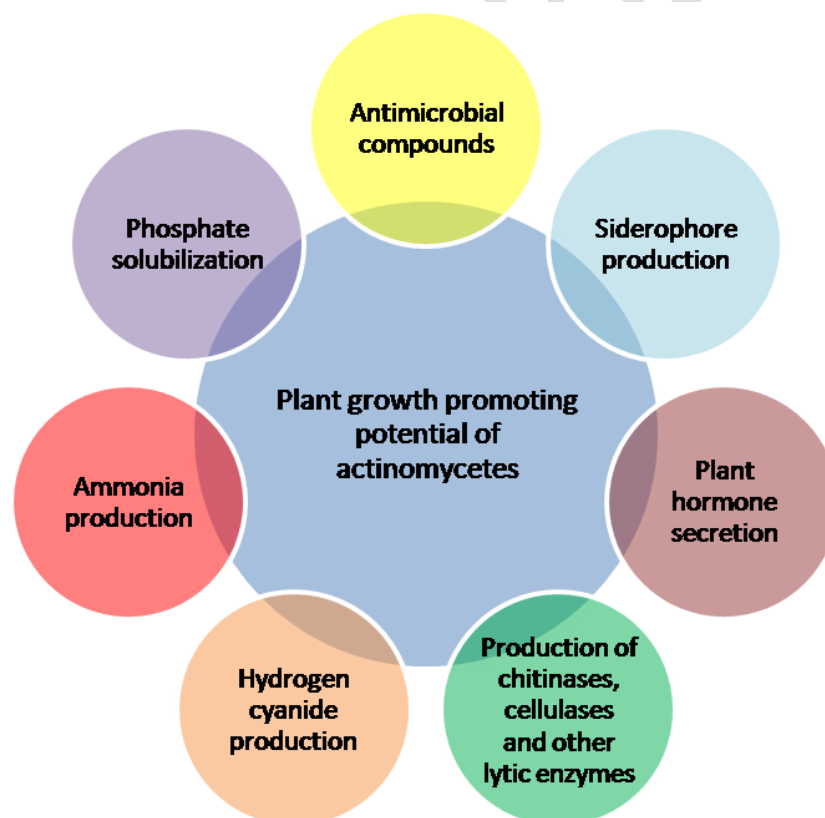 Antimicrobial
compounds
Phosphate
solubilization
Siderophore
production
Plant growth promoting
potential of
actinomycetes
Ammonia
production
Plant
hormone
secretion
Hydrogen
cyanide
production
Production of
chitinases,
cellulases
and other
lytic enzymes